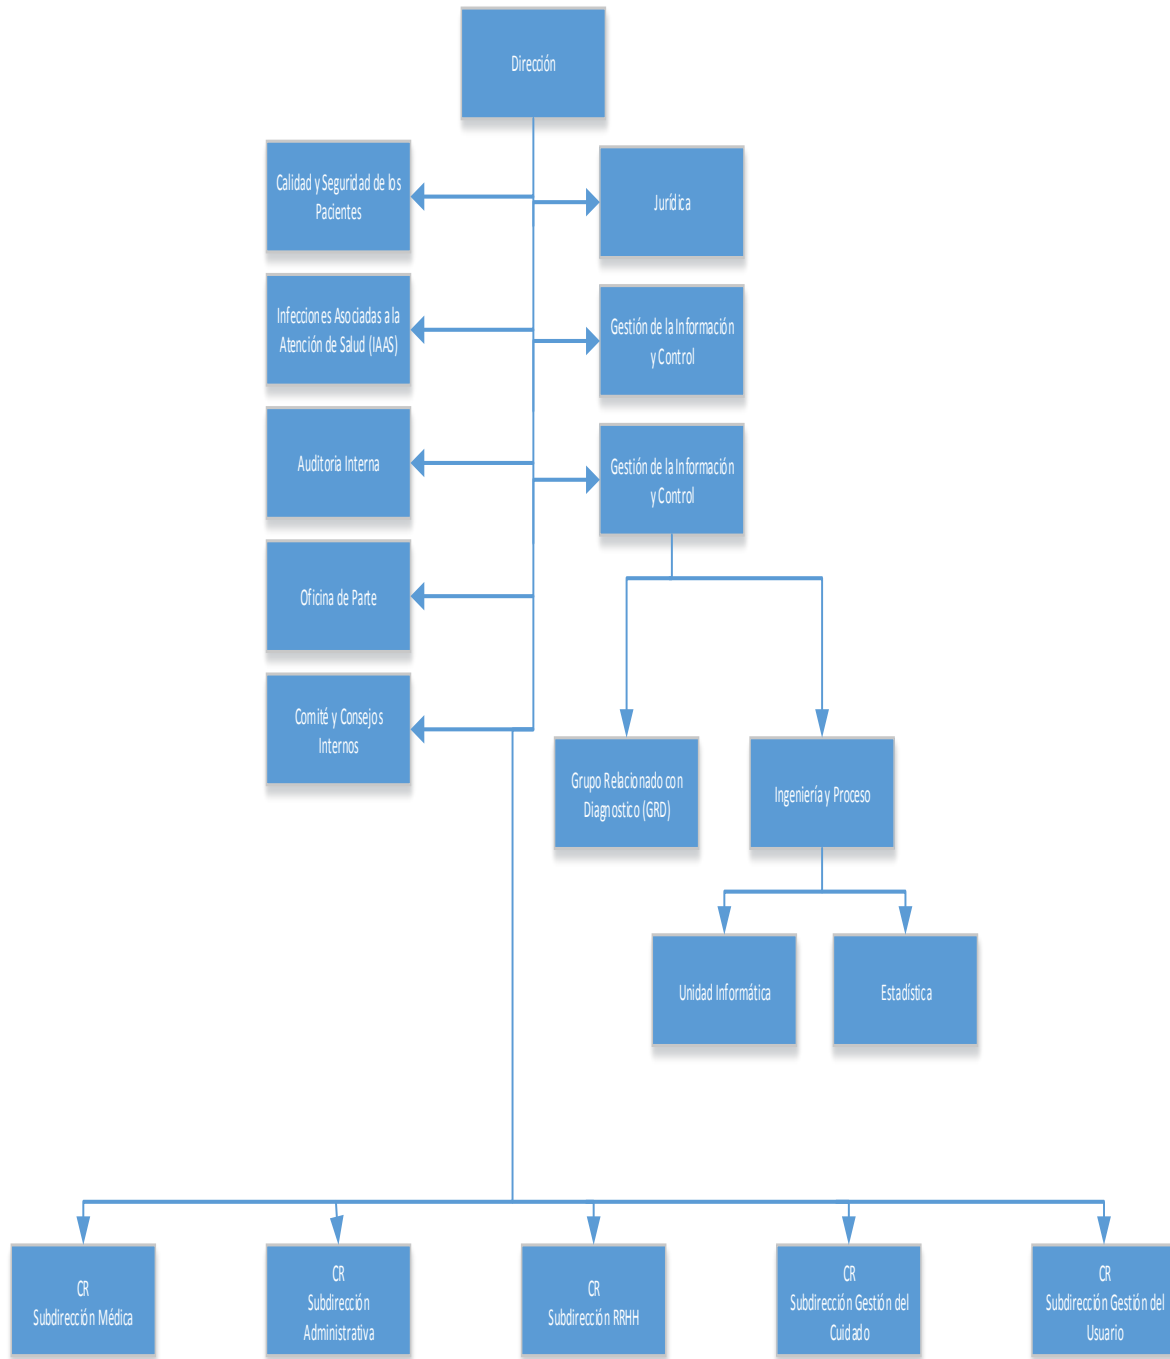 Dirección
Calidad y Seguridad de los
Pacientes
Jurídica
Infecciones Asociadas a la
Atención de Salud (IAAS)
Gestión de la Información
y Control
Auditoria Interna
Gestión de la Información
y Control
Oficina de Parte
Comité y Consejos
Internos
Grupo Relacionado con
Diagnostico (GRD)
Ingeniería y Proceso
Unidad Informática
Estadística
CR
Subdirección Médica
CR
Subdirección
Administrativa
CR
Subdirección RRHH
CR
Subdirección Gestión del
Cuidado
CR
Subdirección Gestión del
Usuario